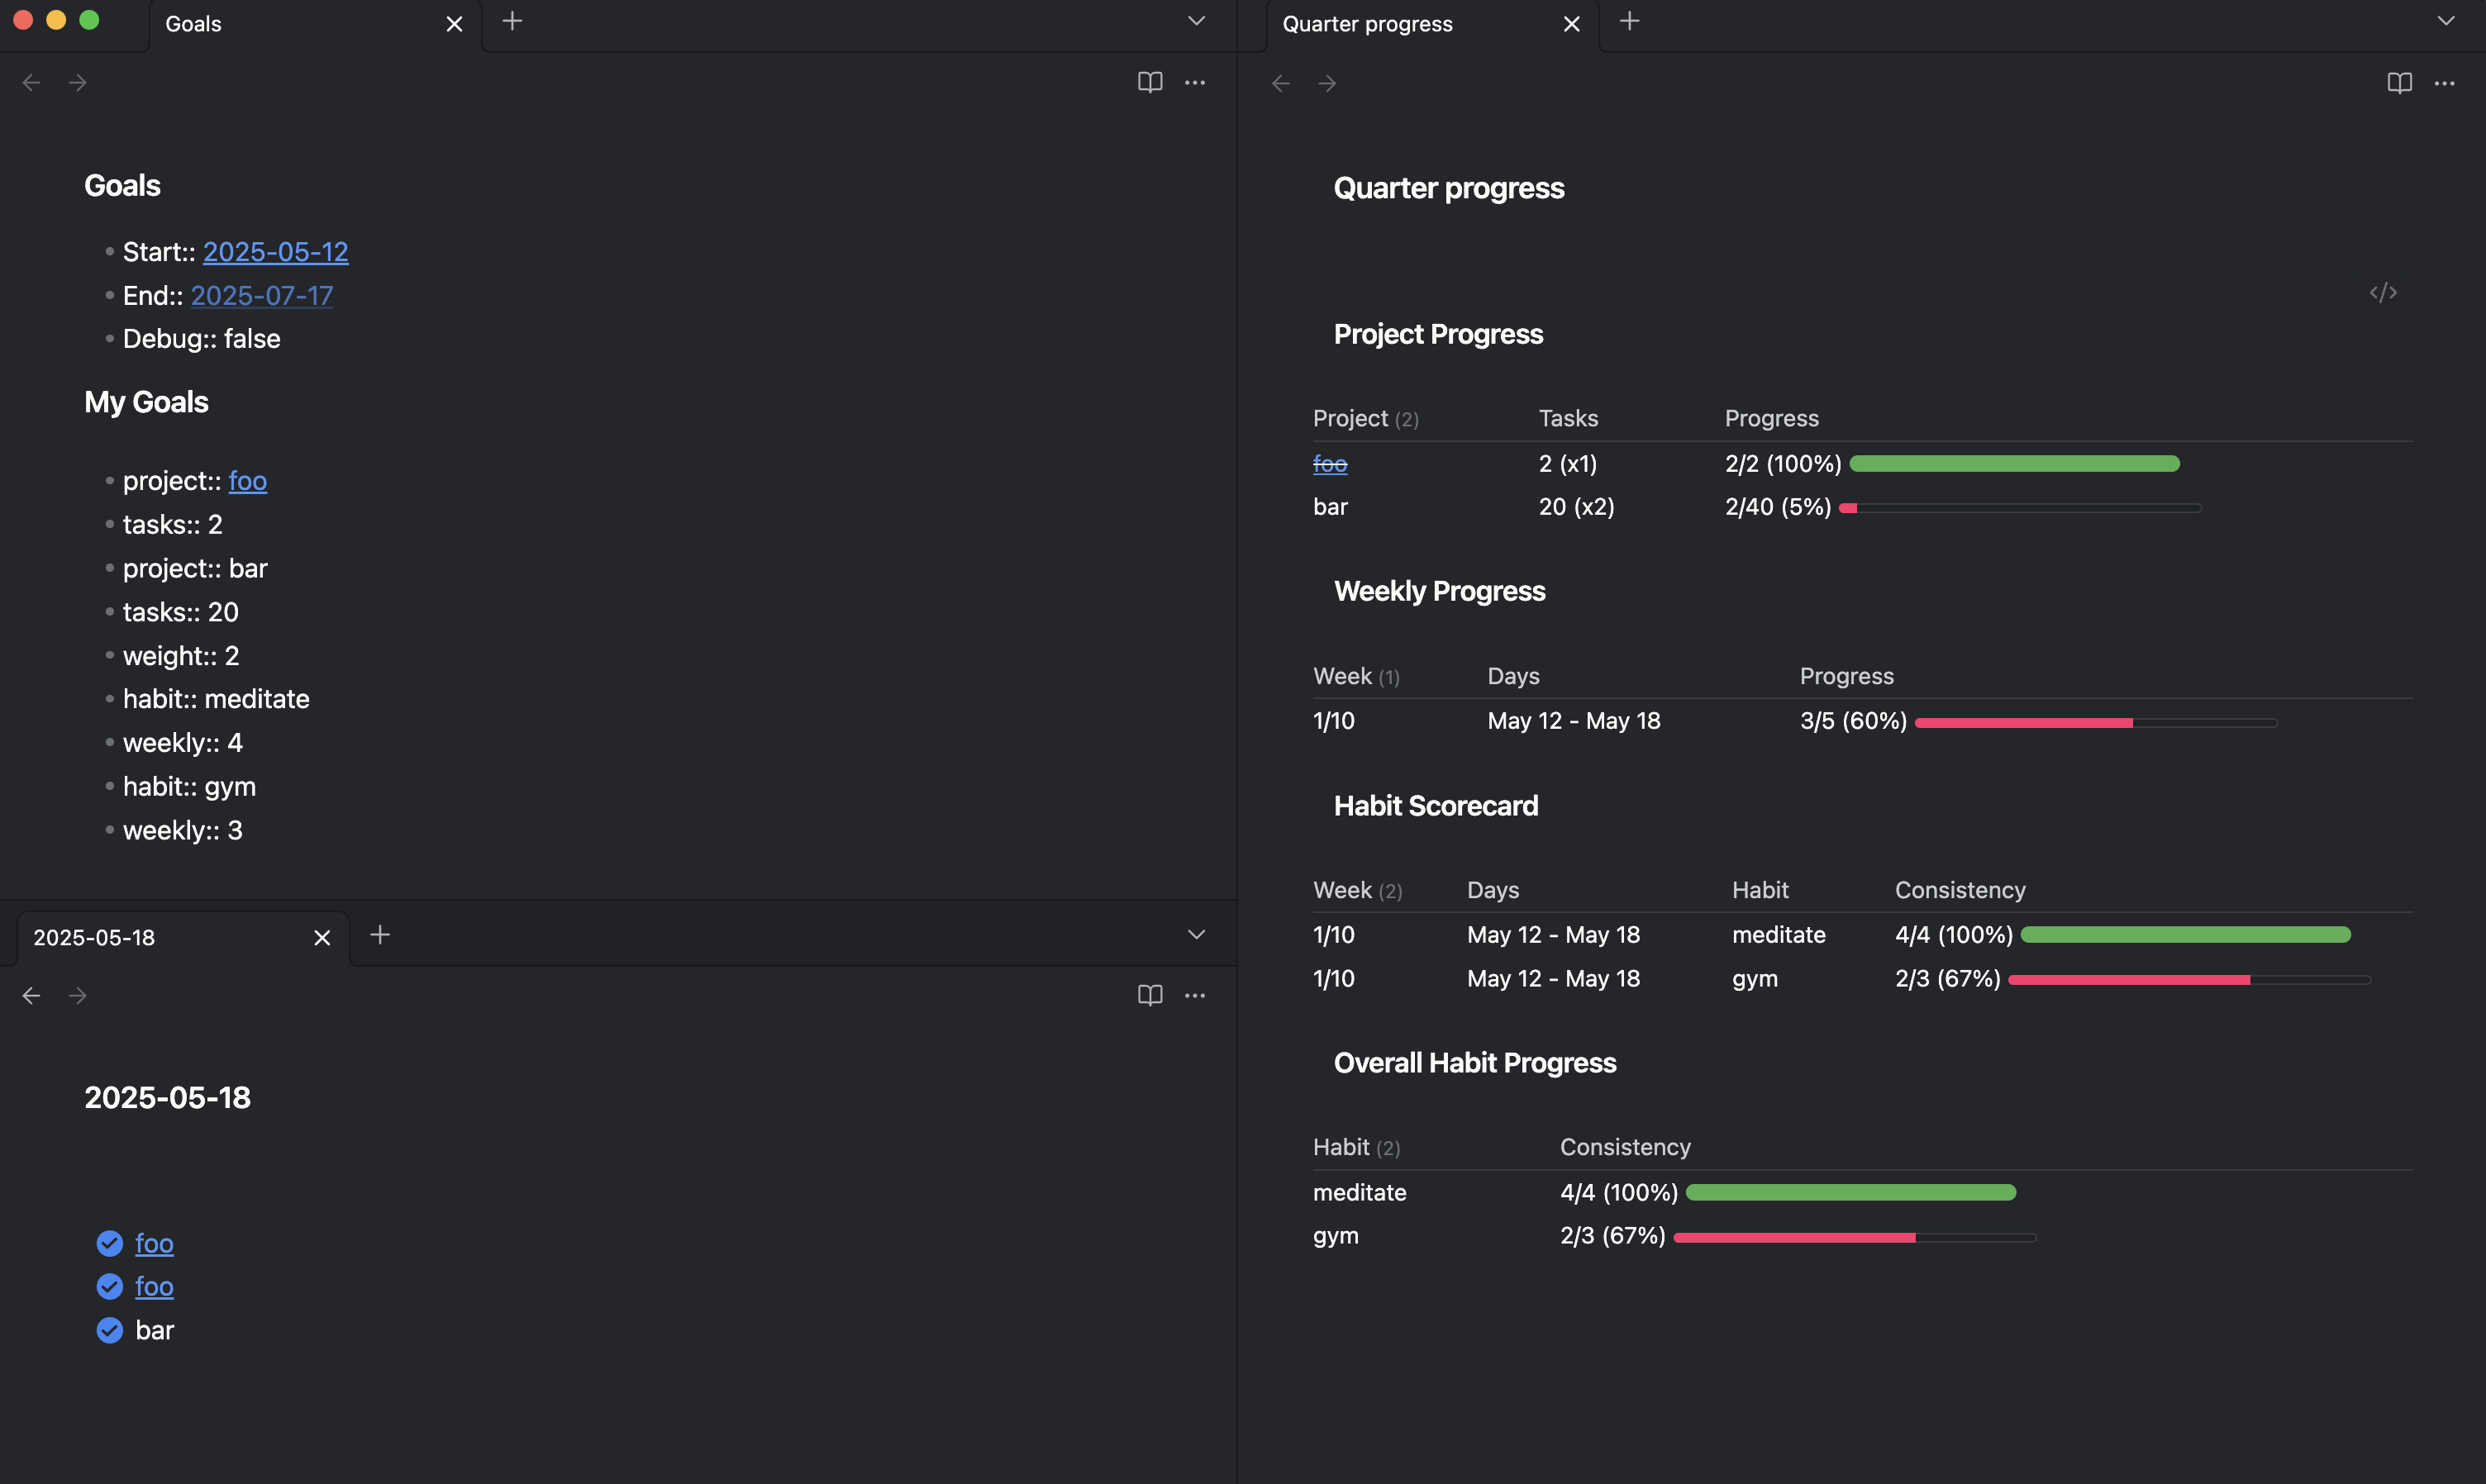 Goals
Goals
Start:: 2025-05-12
End:: 2025-07-17
Debug:: false
My Goals
project:: foo
tasks:: 2
project:: bar
tasks:: 20
weight:: 2
habit:: meditate
weekly:: 4
habit:: gym
weekly:: 3
2025-05-18
2025-05-18
foo
foo
bar
Quarter progress
Quarter progress
</>
Project Progress
Project (2) Tasks Progress
foo 2 (x1) 2/2 (100%)
bar 20 (x2) 2/40 (5%)
Weekly Progress
Week (1) Days Progress
1/10 May 12 - May 18 3/5 (60%)
Habit Scorecard
Week (2) Days Habit Consistency
1/10 May 12 - May 18 meditate 4/4 (100%)
1/10 May 12 - May 18 gym 2/3 (67%)
Overall Habit Progress
Habit (2) Consistency
meditate 4/4 (100%)
gym 2/3 (67%)